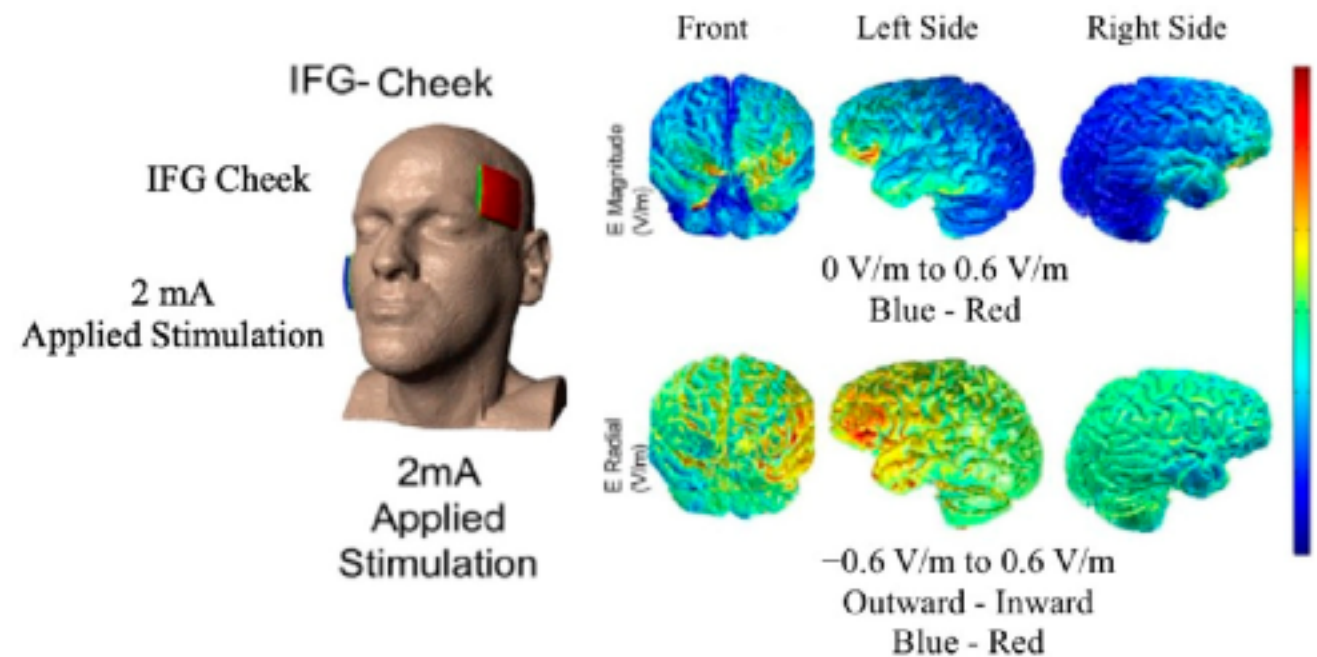 IFG- Cheek
IFG Cheek
2 mA
Applied Stimulation
2mA
Applied
Stimulation
Front
Left Side
Right Side
E Magnitude
(V/m)
0 V/m to 0.6 V/m
Blue - Red
E Radial
(V/m)
−0.6 V/m to 0.6 V/m
Outward - Inward
Blue - Red